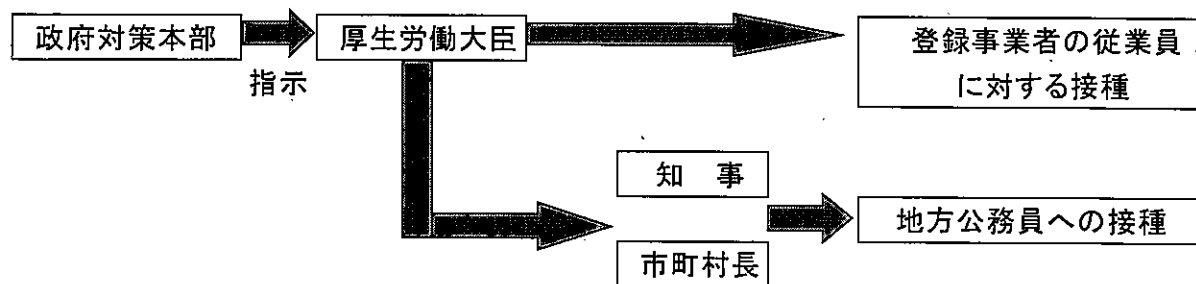 政府対策本部
指示
厚生労働大臣
登録事業者の従業員
に対する接種
知　事
市町村長
地方公務員への接種